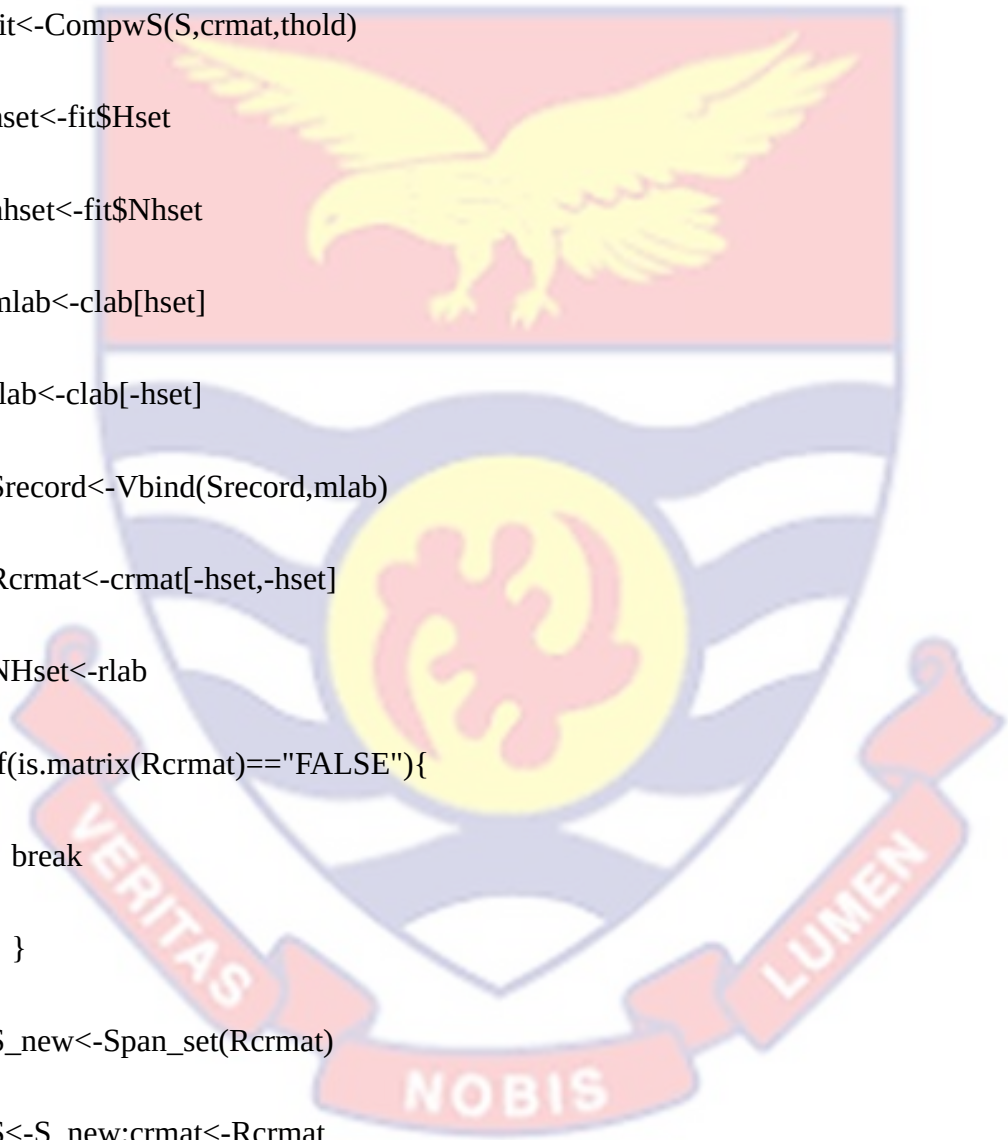 it<-CompwS(S,crmat,thold)
set<-fit$Hset
hset<-fit$Nhset
mlab<-clab[hset]
lab<-clab[-hset]
Srecord<-Vbind(Srecord,mlab)
Rcrmat<-crmat[-hset,-hset]
NHset<-rlab
f(is.matrix(Rcrmat)=="FALSE"){
break
}
S_new<-Span_set(Rcrmat)
S<-S_new;crmat<-Rcrmat
VERITAS
NOBIS
LUMEN